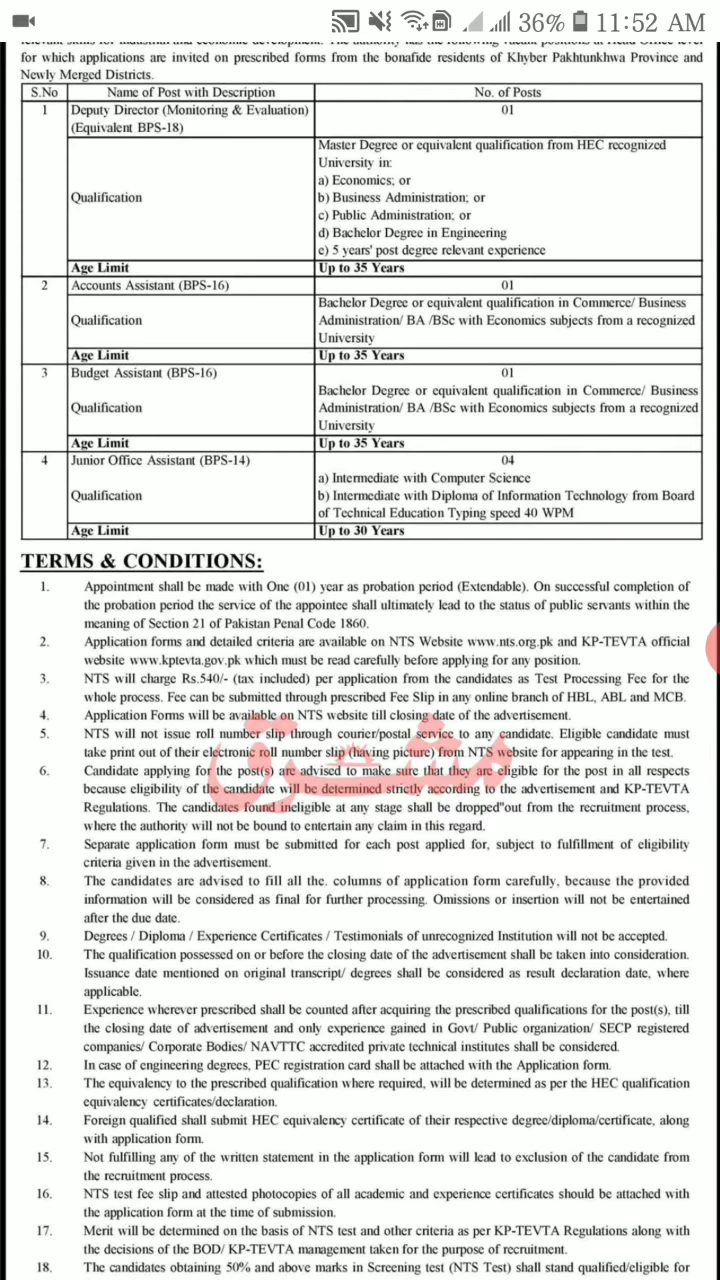 36% 11:52 AM
relevant skills for industrial and economic development. The authority has the following vacant positions at Head Office level
for which applications are invited on prescribed forms from the bonafide residents of Khyber Pakhtunkhwa Province and
Newly Merged Districts.
S.No Name of Post with Description No. of Posts
1 Deputy Director (Monitoring & Evaluation) 01
(Equivalent BPS-18)
Master Degree or equivalent qualification from HEC recognized
University in:
a) Economics; or
Qualification b) Business Administration; or
c) Public Administration; or
d) Bachelor Degree in Engineering
e) 5 years' post degree relevant experience
Age Limit Up to 35 Years
2 Accounts Assistant (BPS-16) 01
Bachelor Degree or equivalent qualification in Commerce/ Business
Qualification Administration/ BA /BSc with Economics subjects from a recognized
University
Age Limit Up to 35 Years
3 Budget Assistant (BPS-16) 01
Bachelor Degree or equivalent qualification in Commerce/ Business
Qualification Administration/ BA /BSc with Economics subjects from a recognized
University
Age Limit Up to 35 Years
4 Junior Office Assistant (BPS-14) 04
a) Intermediate with Computer Science
Qualification b) Intermediate with Diploma of Information Technology from Board
of Technical Education Typing speed 40 WPM
Age Limit Up to 30 Years
TERMS & CONDITIONS:
1. Appointment shall be made with One (01) year as probation period (Extendable). On successful completion of
the probation period the service of the appointee shall ultimately lead to the status of public servants within the
meaning of Section 21 of Pakistan Penal Code 1860.
2. Application forms and detailed criteria are available on NTS Website www.nts.org.pk and KP-TEVTA official
website www.kptevta.gov.pk which must be read carefully before applying for any position.
3. NTS will charge Rs.540/- (tax included) per application from the candidates as Test Processing Fee for the
whole process. Fee can be submitted through prescribed Fee Slip in any online branch of HBL, ABL and MCB.
4. Application Forms will be available on NTS website till closing date of the advertisement.
5. NTS will not issue roll number slip through courier/postal service to any candidate. Eligible candidate must
take print out of their electronic roll number slip (having picture) from NTS website for appearing in the test.
6. Candidate applying for the post(s) are advised to make sure that they are eligible for the post in all respects
because eligibility of the candidate will be determined strictly according to the advertisement and KP-TEVTA
Regulations. The candidates found ineligible at any stage shall be dropped"out from the recruitment process,
where the authority will not be bound to entertain any claim in this regard.
مشرق
7. Separate application form must be submitted for each post applied for, subject to fulfillment of eligibility
criteria given in the advertisement.
8. The candidates are advised to fill all the. columns of application form carefully, because the provided
information will be considered as final for further processing. Omissions or insertion will not be entertained
after the due date.
9. Degrees / Diploma / Experience Certificates / Testimonials of unrecognized Institution will not be accepted.
10. The qualification possessed on or before the closing date of the advertisement shall be taken into consideration.
Issuance date mentioned on original transcript/ degrees shall be considered as result declaration date, where
applicable.
11. Experience wherever prescribed shall be counted after acquiring the prescribed qualifications for the post(s), till
the closing date of advertisement and only experience gained in Govt/ Public organization/ SECP registered
companies/ Corporate Bodies/ NAVTTC accredited private technical institutes shall be considered.
12. In case of engineering degrees, PEC registration card shall be attached with the Application form.
13. The equivalency to the prescribed qualification where required, will be determined as per the HEC qualification
equivalency certificates/declaration.
14. Foreign qualified shall submit HEC equivalency certificate of their respective degree/diploma/certificate, along
with application form.
15. Not fulfilling any of the written statement in the application form will lead to exclusion of the candidate from
the recruitment process.
16. NTS test fee slip and attested photocopies of all academic and experience certificates should be attached with
the application form at the time of submission.
17. Merit will be determined on the basis of NTS test and other criteria as per KP-TEVTA Regulations along with
the decisions of the BOD/ KP-TEVTA management taken for the purpose of recruitment.
18. The candidates obtaining 50% and above marks in Screening test (NTS Test) shall stand qualified/eligible for